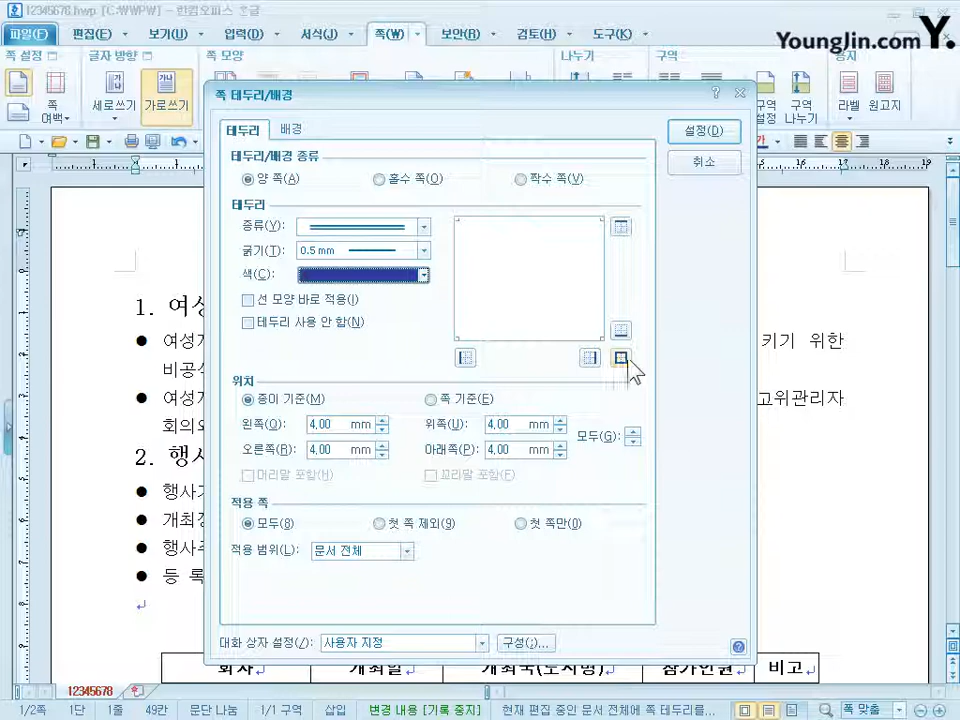 12345678.hwp [C:₩WPW] - 한컴오피스 한글
파일(F) 편집(E) 보기(U) 입력(D) 서식(J) 쪽(W) 보안(R) 검토(H) 도구(K)
YoungJin.com Y.
쪽 설정 글자 방향 쪽 모양 나누기 구역
쪽 여백 세로쓰기 가로쓰기 구역 설정 구역 나누기 라벨 원고지
쪽 테두리/배경
테두리 배경
설정(D)
취소
테두리/배경 종류
양 쪽(A) 홀수 쪽(O) 짝수 쪽(V)
테두리
종류(Y):
굵기(T): 0.5 mm
색(C):
선 모양 바로 적용(I)
테두리 사용 안 함(N)
위치
종이 기준(M) 쪽 기준(E)
왼쪽(Q): 4.00 mm 위쪽(U): 4.00 mm 모두(G):
오른쪽(R): 4.00 mm 아래쪽(P): 4.00 mm
머리말 포함(H) 꼬리말 포함(F)
적용 쪽
모두(8) 첫 쪽 제외(9) 첫 쪽만(0)
적용 범위(L): 문서 전체
대화 상자 설정(/): 사용자 지정 구성(;)...
1. 여성
여성 키기 위한
비공식
여성 고위관리자
회의
2. 행사
행사
개최
행사
등 록
회차 개최일 개최국(도시명) 참가인원 비고
12345678
1/2쪽 1단 1줄 49칸 문단 나눔 1/1 구역 삽입 변경 내용 [기록 중지] 현재 편집 중인 문서 전체에 쪽 테두리를... 폭 맞춤